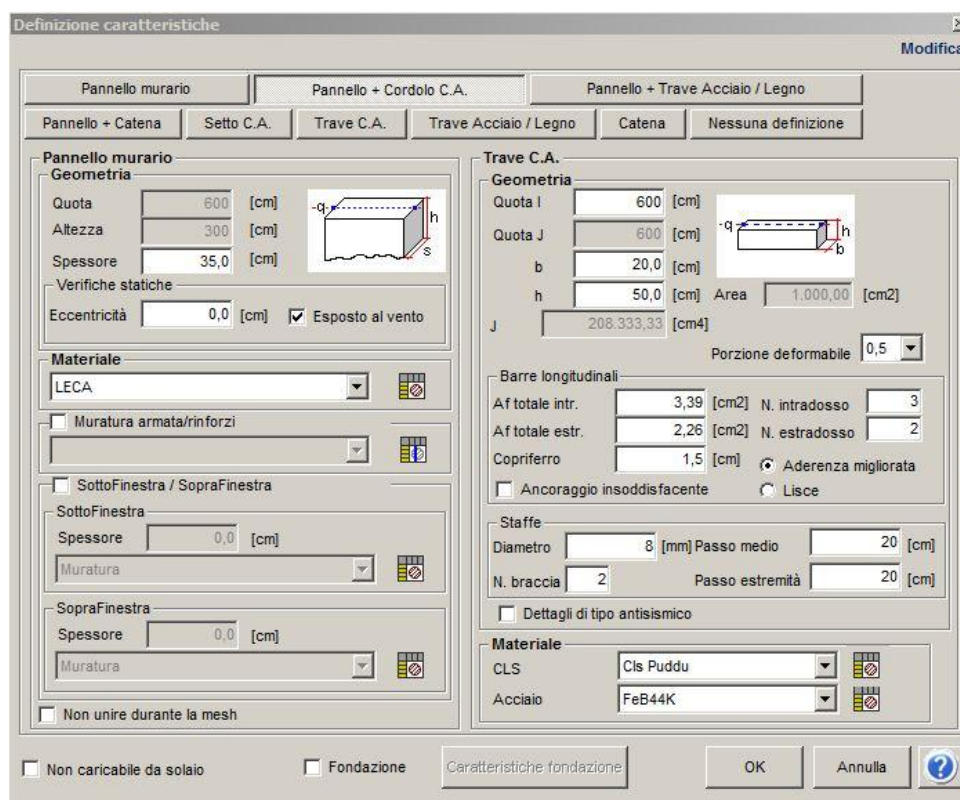 Definizione caratteristiche
Modifica
Pannello murario
Pannello + Cordolo C.A.
Pannello + Trave Acciaio / Legno
Pannello + Catena
Setto C.A.
Trave C.A.
Trave Acciaio / Legno
Catena
Nessuna definizione
Pannello murario
Geometria
Quota 600 [cm]
Altezza 300 [cm]
Spessore 35,0 [cm]
-q
h
s
Verifiche statiche
Eccentricità 0,0 [cm] Esposto al vento
Materiale
LECA
Muratura armata/rinforzi
SottoFinestra / SopraFinestra
SottoFinestra
Spessore 0,0 [cm]
Muratura
SopraFinestra
Spessore 0,0 [cm]
Muratura
Non unire durante la mesh
Trave C.A.
Geometria
Quota I 600 [cm]
Quota J 600 [cm]
b 20,0 [cm]
h 50,0 [cm] Area 1.000,00 [cm2]
-q
h
b
J 208.333,33 [cm4]
Porzione deformabile 0,5
Barre longitudinali
Af totale intr. 3,39 [cm2] N. intradosso 3
Af totale estr. 2,26 [cm2] N. estradosso 2
Copriferro 1,5 [cm] Aderenza migliorata
Ancoraggio insoddisfacente Lisce
Staffe
Diametro 8 [mm] Passo medio 20 [cm]
N. braccia 2 Passo estremità 20 [cm]
Dettagli di tipo antisismico
Materiale
CLS Cls Puddu
Acciaio FeB44K
Non caricabile da solaio
Fondazione
Caratteristiche fondazione
OK
Annulla
?